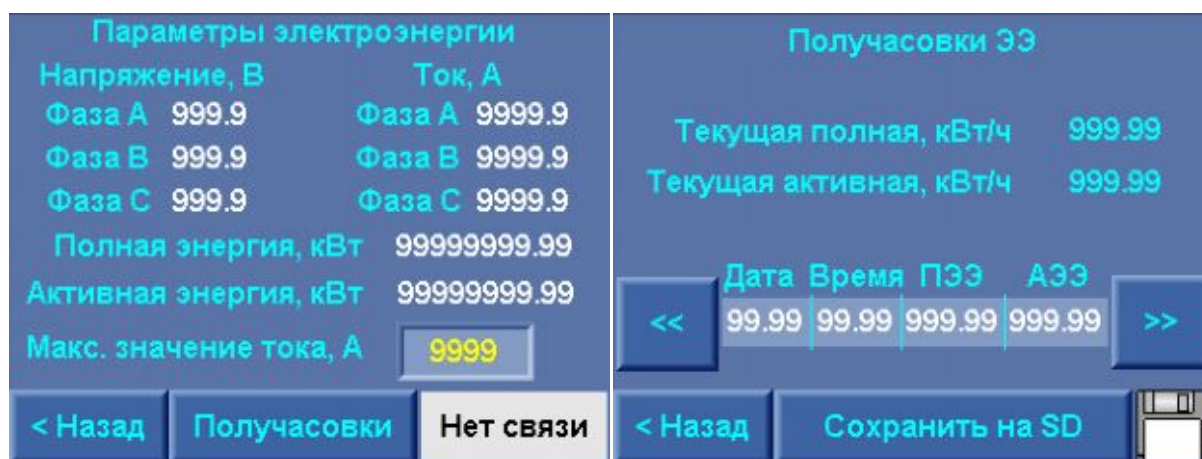 Параметры электроэнергии
Напряжение, В Ток, А
Фаза А 999.9 Фаза А 9999.9
Фаза В 999.9 Фаза В 9999.9
Фаза С 999.9 Фаза С 9999.9
Полная энергия, кВт 99999999.99
Активная энергия, кВт 99999999.99
Макс. значение тока, А 9999
< Назад Получасовки Нет связи
Получасовки ЭЭ
Текущая полная, кВт/ч 999.99
Текущая активная, кВт/ч 999.99
Дата Время ПЭЭ АЭЭ
<< 99.99 99.99 999.99 999.99 >>
< Назад Сохранить на SD